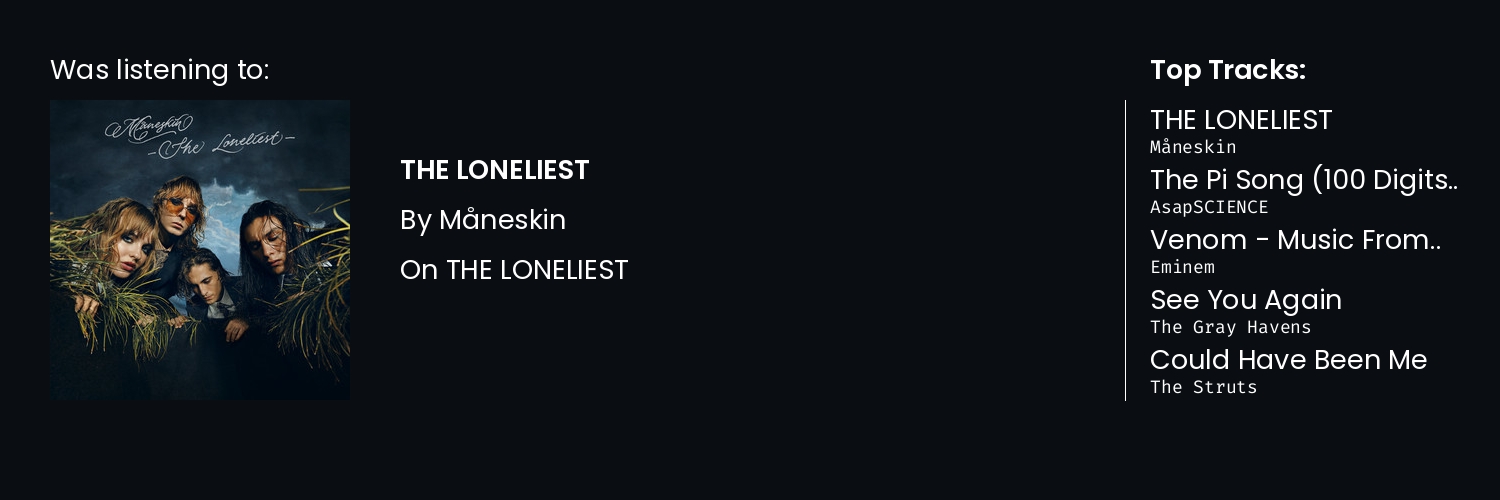 Was listening to:
Måneskin
-The Loneliest-
THE LONELIEST
By Måneskin
On THE LONELIEST
Top Tracks:
THE LONELIEST
Måneskin
The Pi Song (100 Digits..
AsapSCIENCE
Venom - Music From..
Eminem
See You Again
The Gray Havens
Could Have Been Me
The Struts